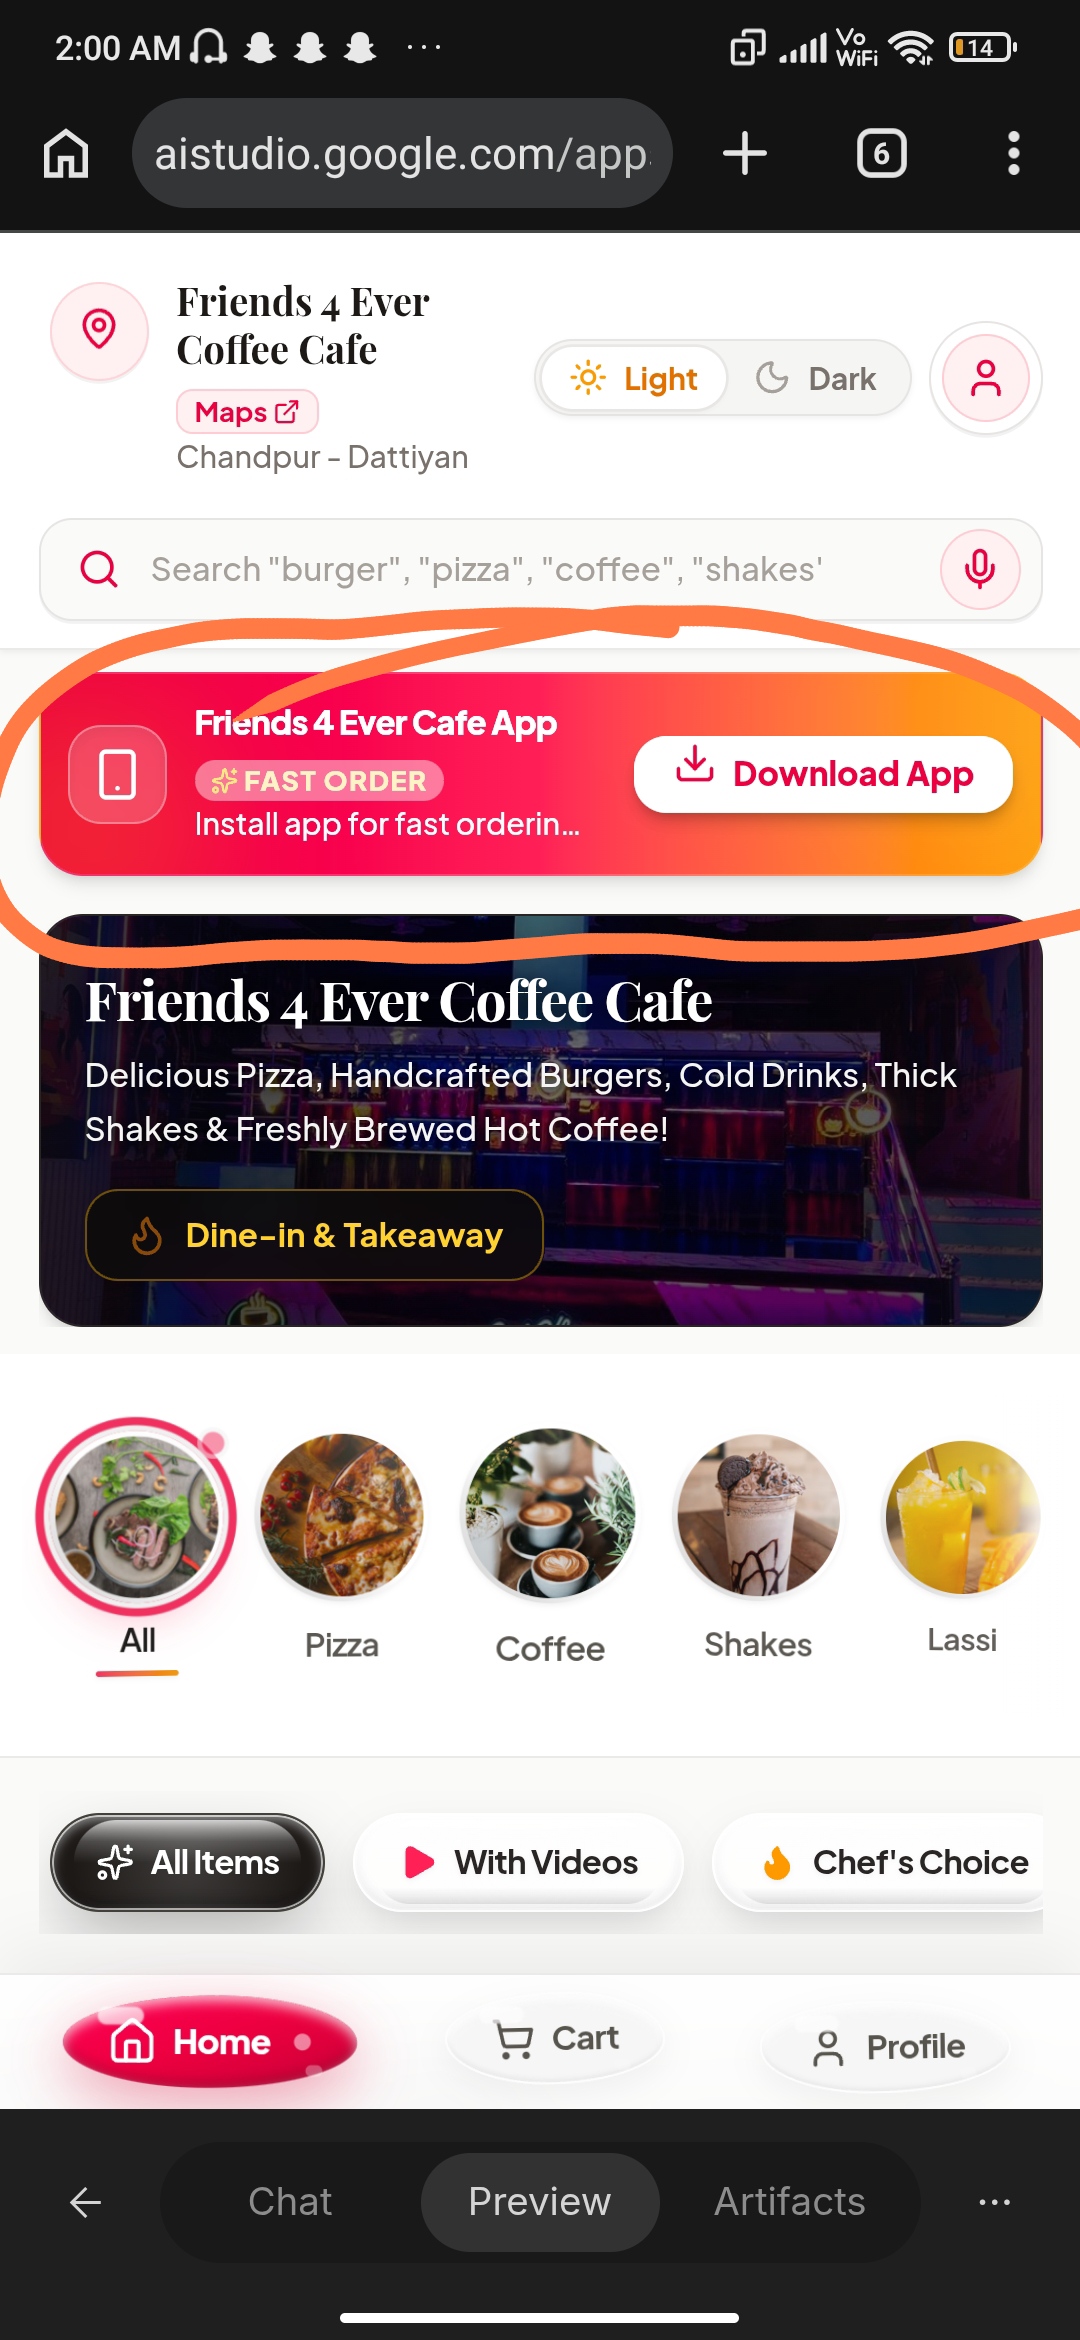 2:00 AM
Vo
WiFi
14
aistudio.google.com/app
6
Friends 4 Ever
Coffee Cafe
Maps
Chandpur - Dattiyan
Light
Dark
Search "burger", "pizza", "coffee", "shakes'
Friends 4 Ever Cafe App
FAST ORDER
Install app for fast orderin...
Download App
Friends 4 Ever Coffee Cafe
Delicious Pizza, Handcrafted Burgers, Cold Drinks, Thick
Shakes & Freshly Brewed Hot Coffee!
Dine-in & Takeaway
All
Pizza
Coffee
Shakes
Lassi
All Items
With Videos
Chef's Choice
Home
Cart
Profile
Chat
Preview
Artifacts